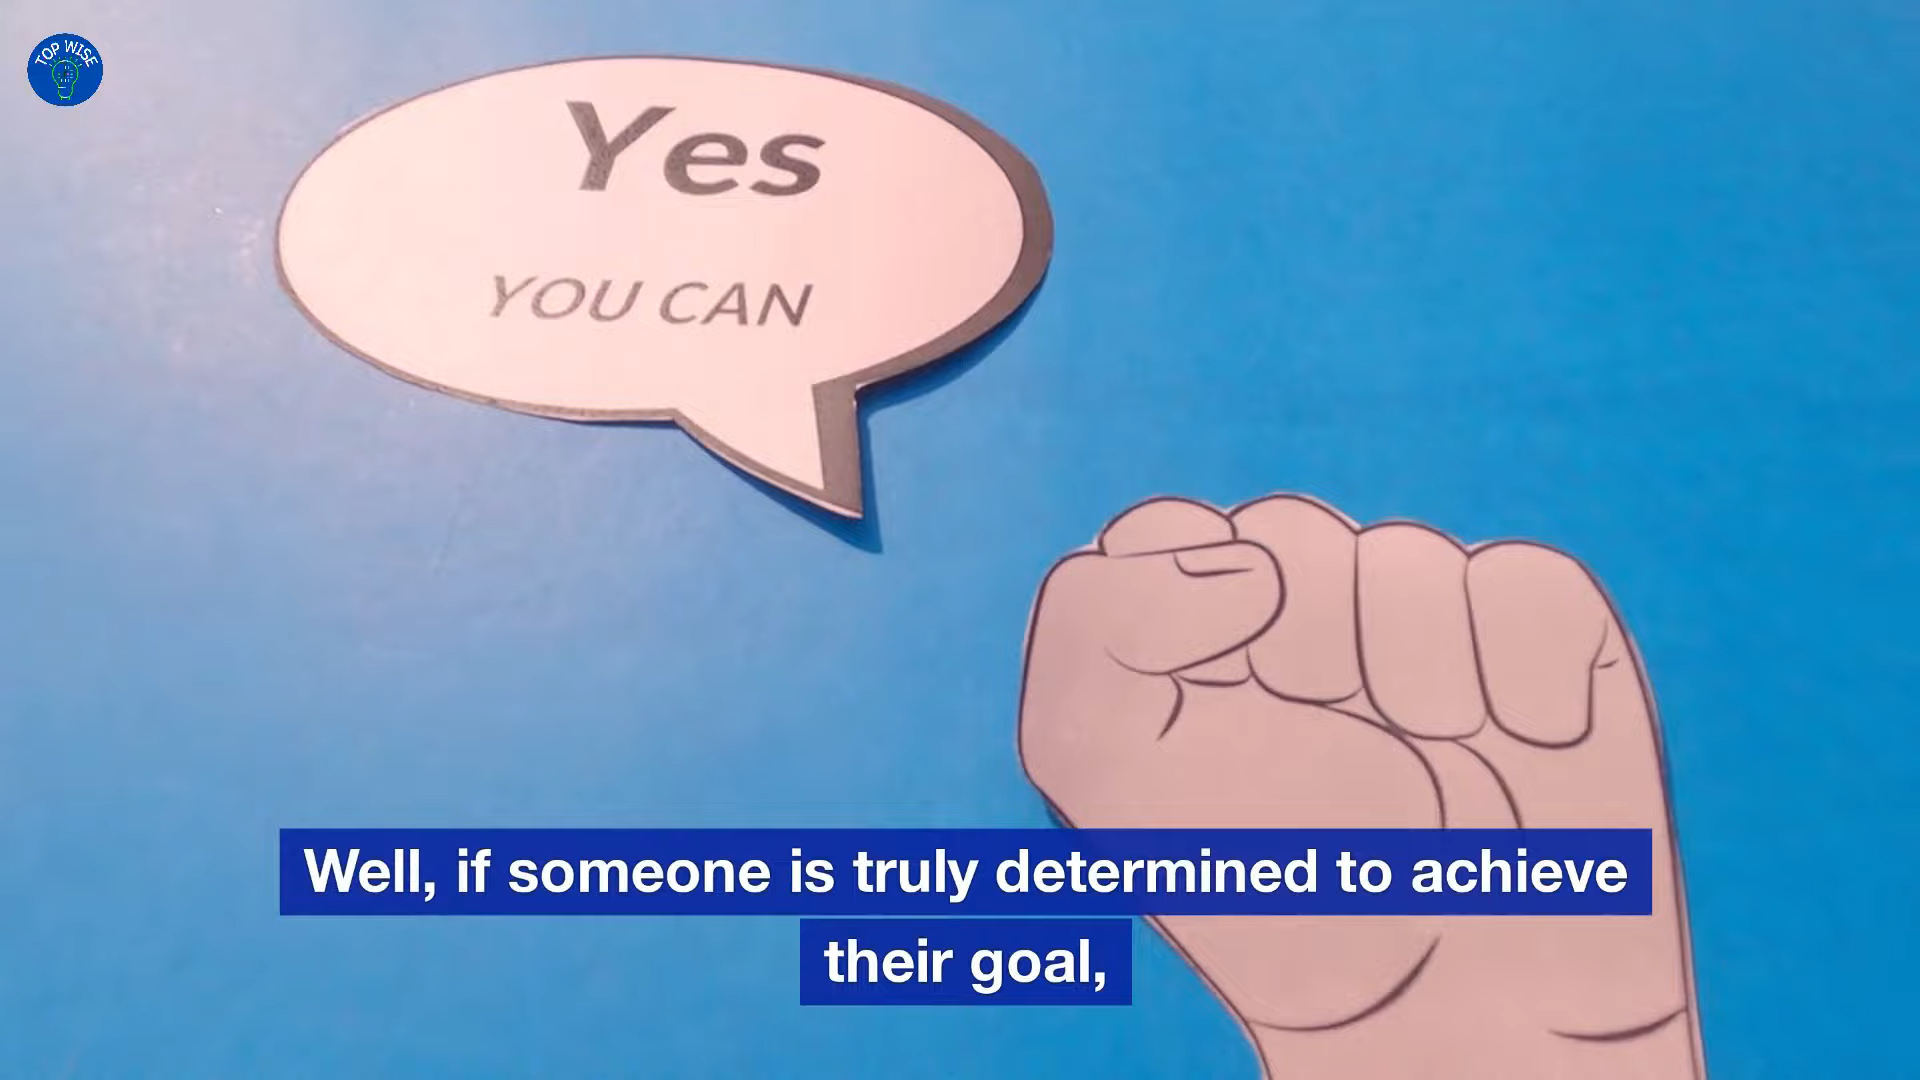 TOP WISE
Yes
YOU CAN
Well, if someone is truly determined to achieve
their goal,